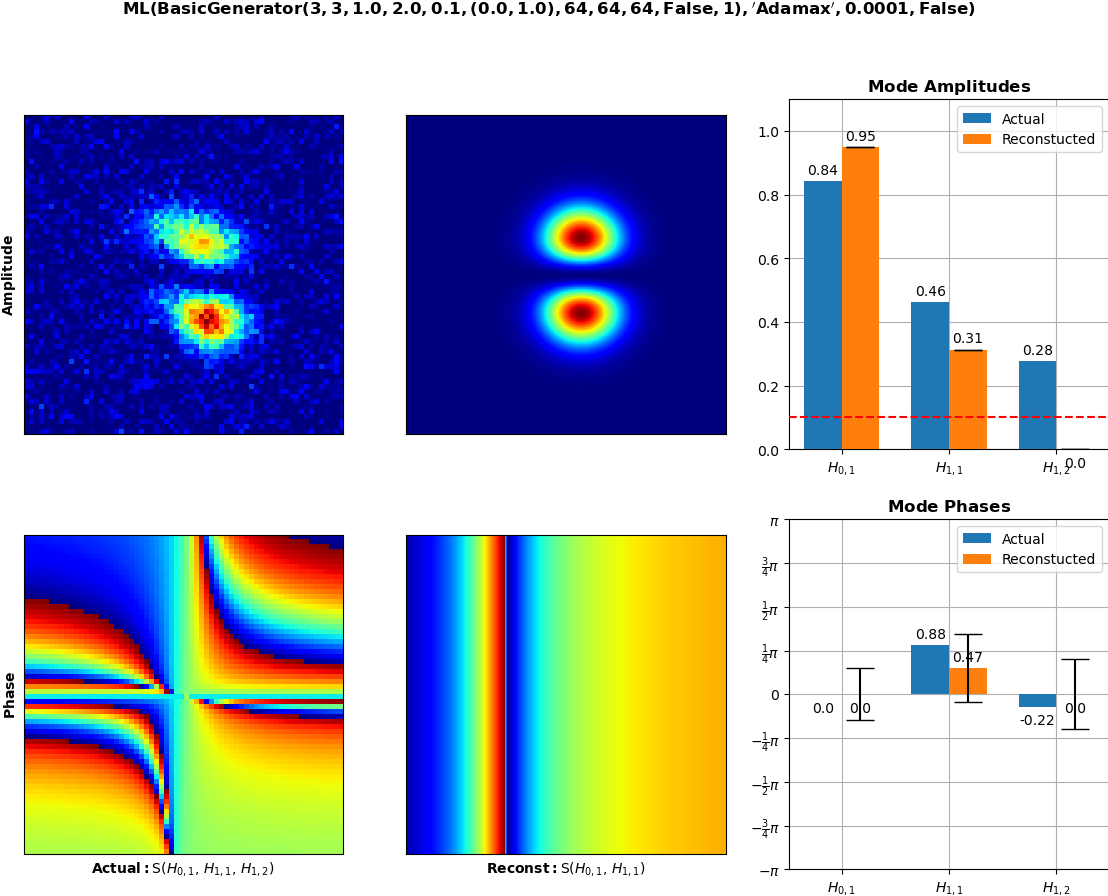 ML(BasicGenerator(3, 3, 1.0, 2.0, 0.1, (0.0, 1.0), 64, 64, 64, False, 1), ′Adamax′, 0.0001, False)
Amplitude
Mode Amplitudes
Actual
Reconstucted
1.0
0.8
0.6
0.4
0.2
0.0
0.84
0.95
0.46
0.31
0.28
0.0
H0,1
H1,1
H1,2
Phase
Actual: S(H0,1, H1,1, H1,2)
Reconst: S(H0,1, H1,1)
Mode Phases
Actual
Reconstucted
π
3/4π
1/2π
1/4π
0
−1/4π
−1/2π
−3/4π
−π
0.0
0.0
0.88
0.47
-0.22
0.0
H0,1
H1,1
H1,2